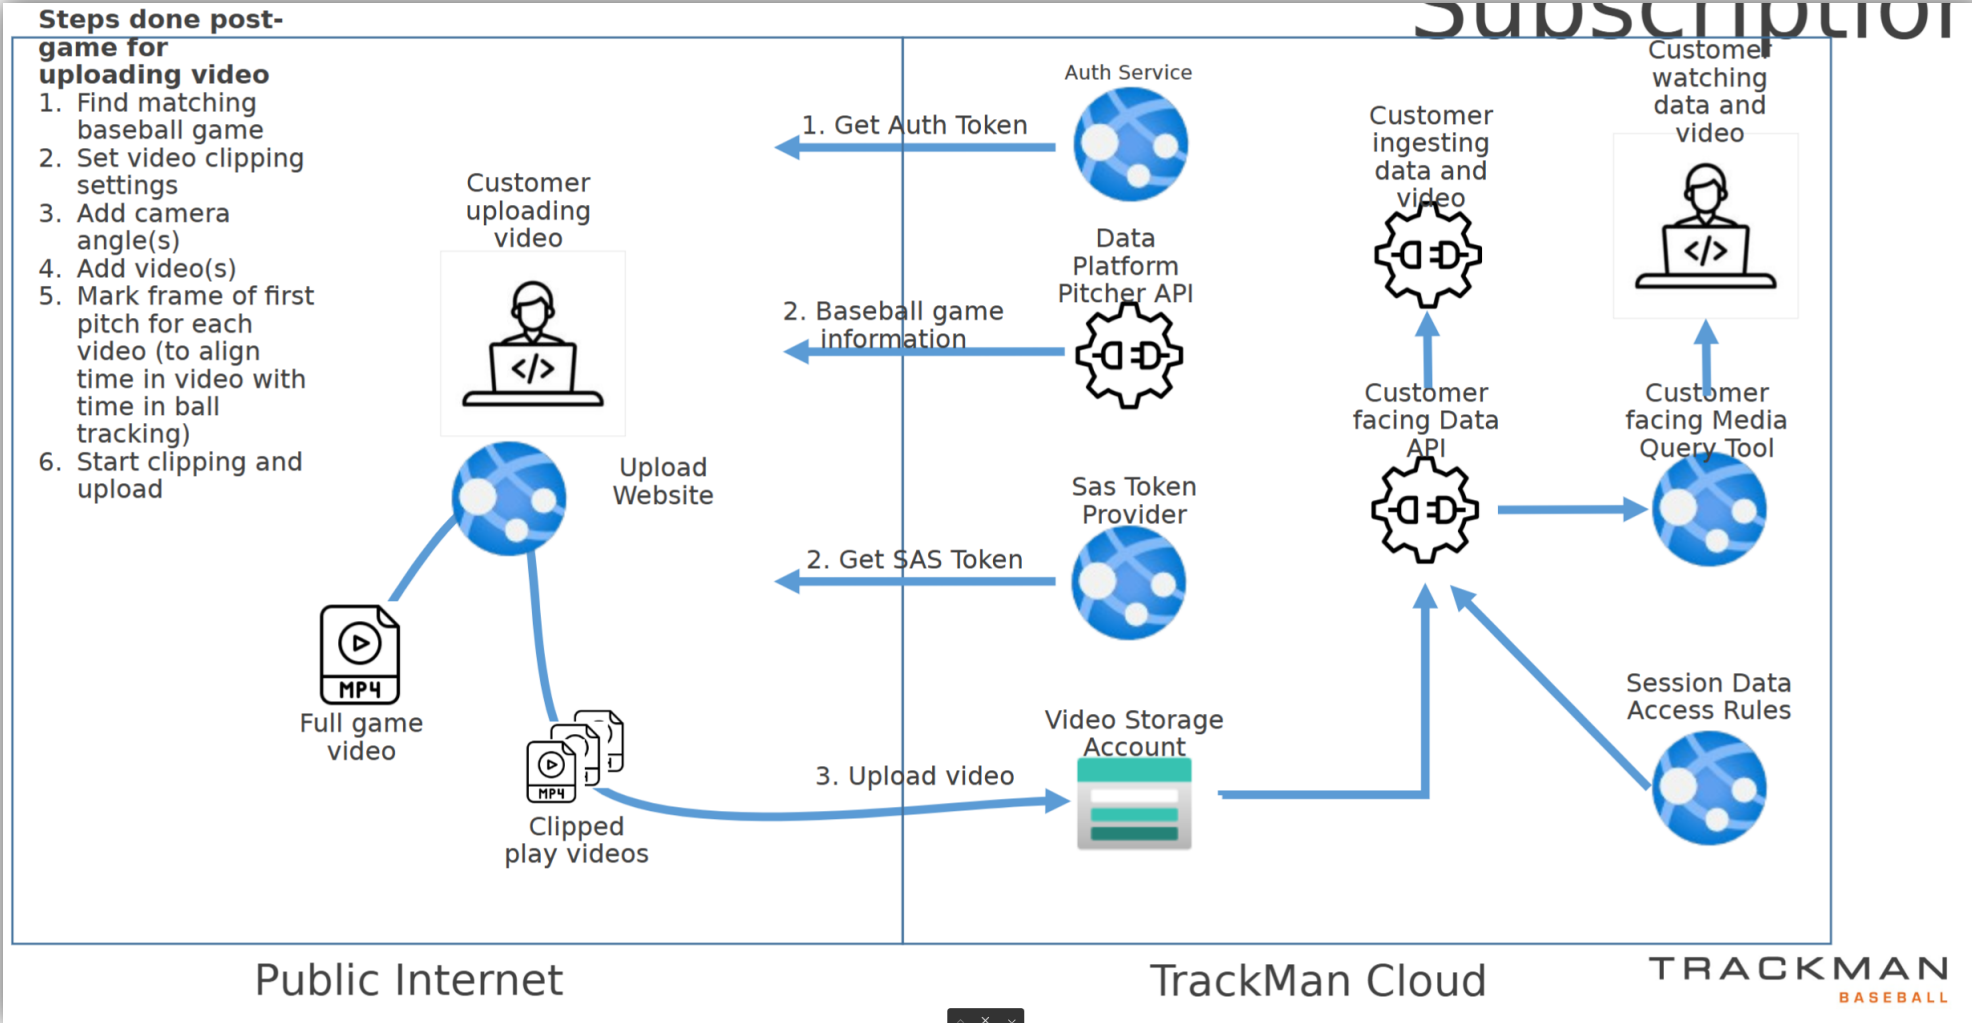 Subscription
Steps done post-
game for
uploading video
1. Find matching
baseball game
2. Set video clipping
settings
3. Add camera
angle(s)
4. Add video(s)
5. Mark frame of first
pitch for each
video (to align
time in video with
time in ball
tracking)
6. Start clipping and
upload
Customer
uploading
video
</>
Upload
Website
MP4
Full game
video
MP4
Clipped
play videos
1. Get Auth Token
2. Baseball game
information
2. Get SAS Token
3. Upload video
Auth Service
Data
Platform
Pitcher API
Sas Token
Provider
Video Storage
Account
Customer
ingesting
data and
video
Customer
facing Data
API
Customer
watching
data and
video
</>
Customer
facing Media
Query Tool
Session Data
Access Rules
Public Internet
TrackMan Cloud
TRACKMAN
BASEBALL